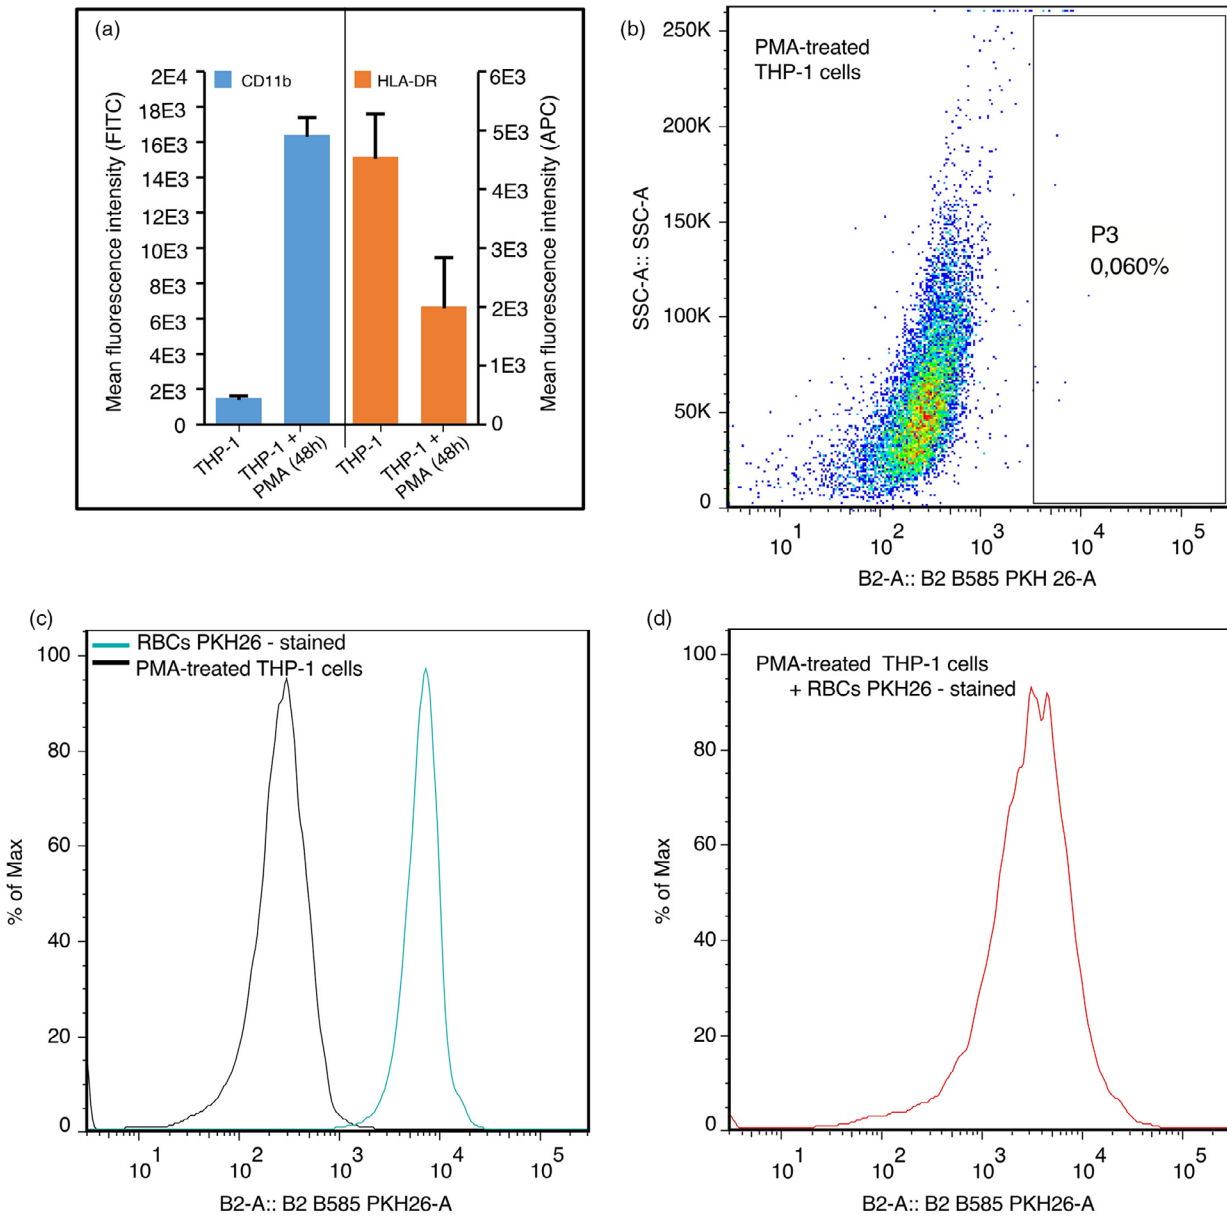 (a)
CD11b
HLA-DR
Mean fluorescence intensity (FITC)
2E4
18E3
16E3
14E3
12E3
10E3
8E3
6E3
4E3
2E3
0
6E3
5E3
4E3
3E3
2E3
1E3
0
Mean fluorescence intensity (APC)
THP-1
THP-1 +
PMA (48h)
THP-1
THP-1 +
PMA (48h)
(b)
PMA-treated
THP-1 cells
P3
0,060%
SSC-A:: SSC-A
250K
200K
150K
100K
50K
0
10^1
10^2
10^3
10^4
10^5
B2-A:: B2 B585 PKH 26-A
(c)
RBCs PKH26 - stained
PMA-treated THP-1 cells
% of Max
100
80
60
40
20
0
10^1
10^2
10^3
10^4
10^5
B2-A:: B2 B585 PKH26-A
(d)
PMA-treated THP-1 cells
+ RBCs PKH26 - stained
% of Max
100
80
60
40
20
0
10^1
10^2
10^3
10^4
10^5
B2-A:: B2 B585 PKH26-A